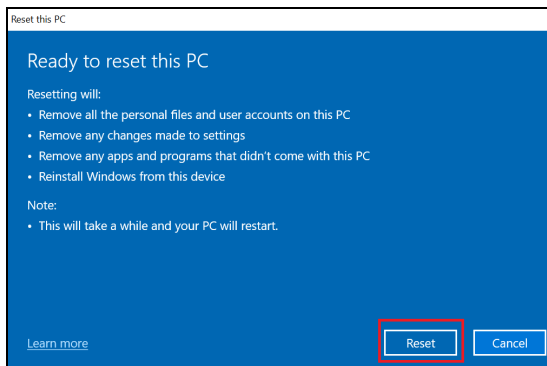 Reset this PC
Ready to reset this PC
Resetting will:
• Remove all the personal files and user accounts on this PC
• Remove any changes made to settings
• Remove any apps and programs that didn't come with this PC
• Reinstall Windows from this device
Note:
• This will take a while and your PC will restart.
Learn more
Reset
Cancel